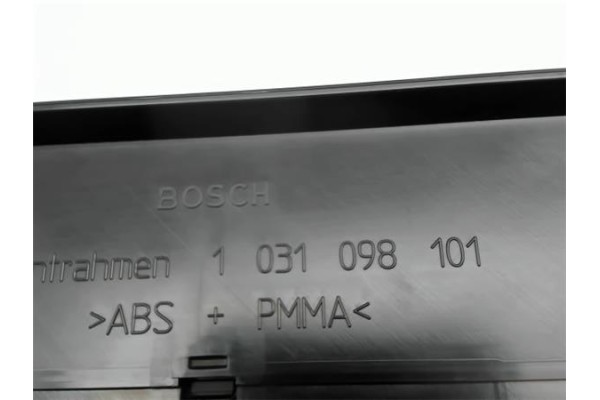 BOSCH
ntrahmen 1 031 098 101
>ABS + PMMA<